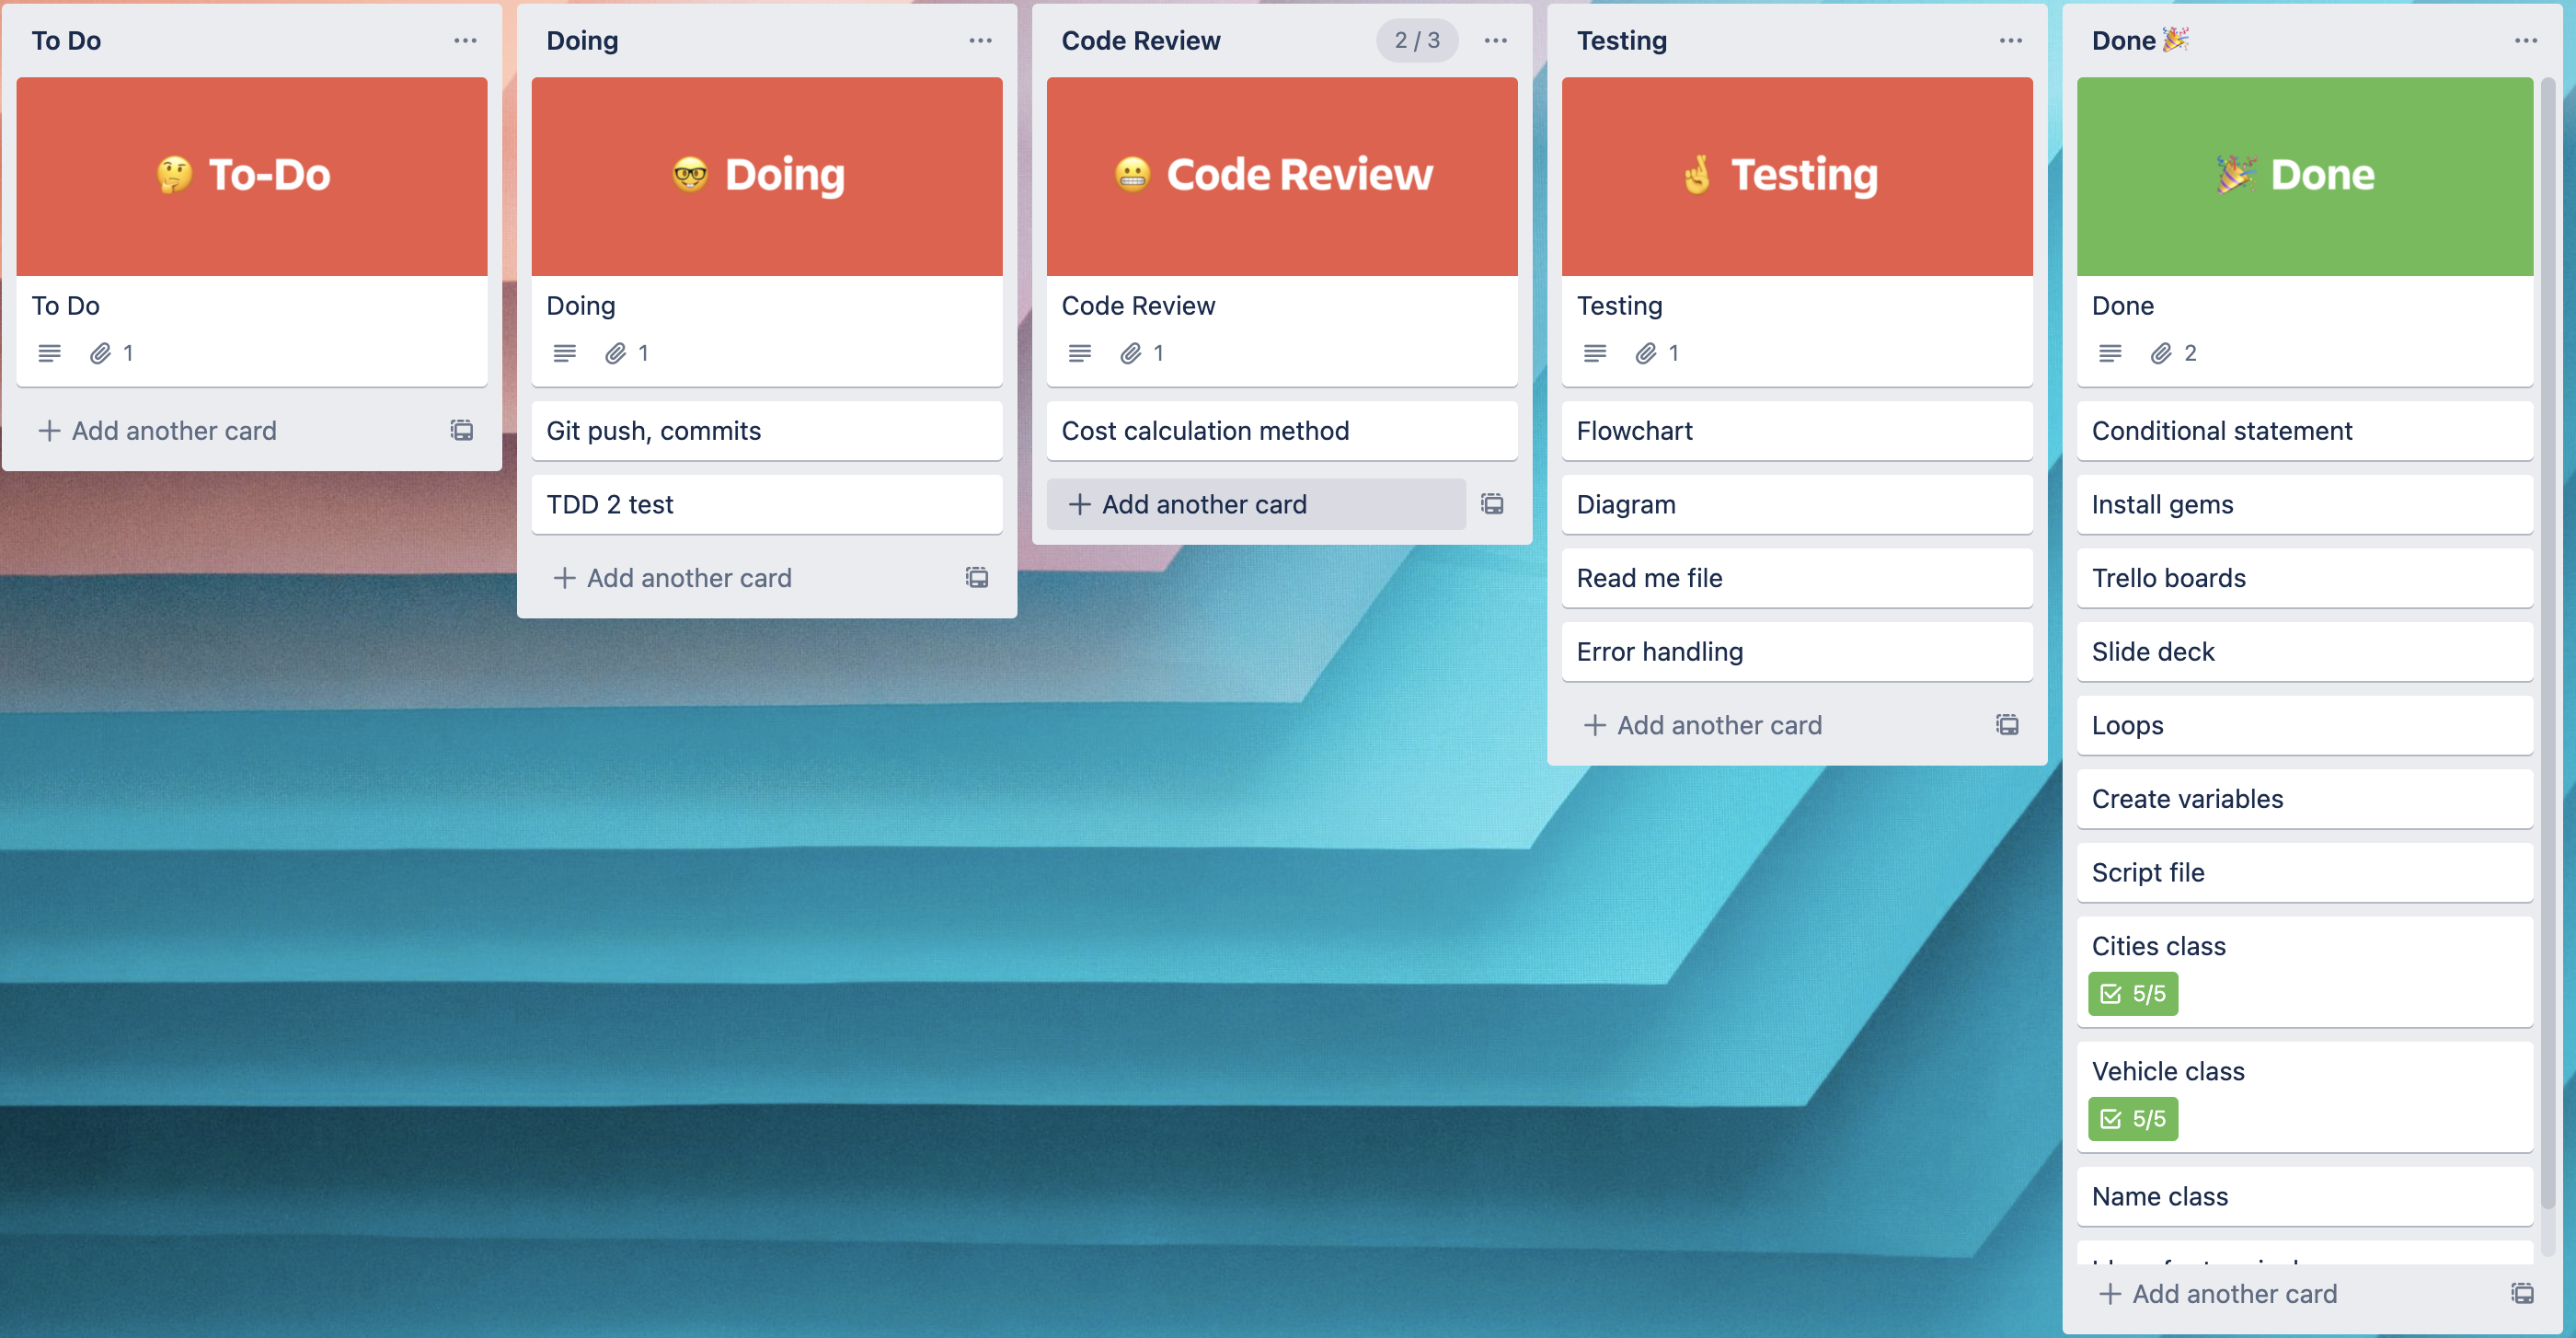 To Do
To-Do
To Do
1
Add another card
Doing
Doing
Doing
1
Git push, commits
TDD 2 test
Add another card
Code Review
2 / 3
Code Review
Code Review
1
Cost calculation method
Add another card
Testing
Testing
Testing
1
Flowchart
Diagram
Read me file
Error handling
Add another card
Done
Done
Done
2
Conditional statement
Install gems
Trello boards
Slide deck
Loops
Create variables
Script file
Cities class
5/5
Vehicle class
5/5
Name class
Add another card